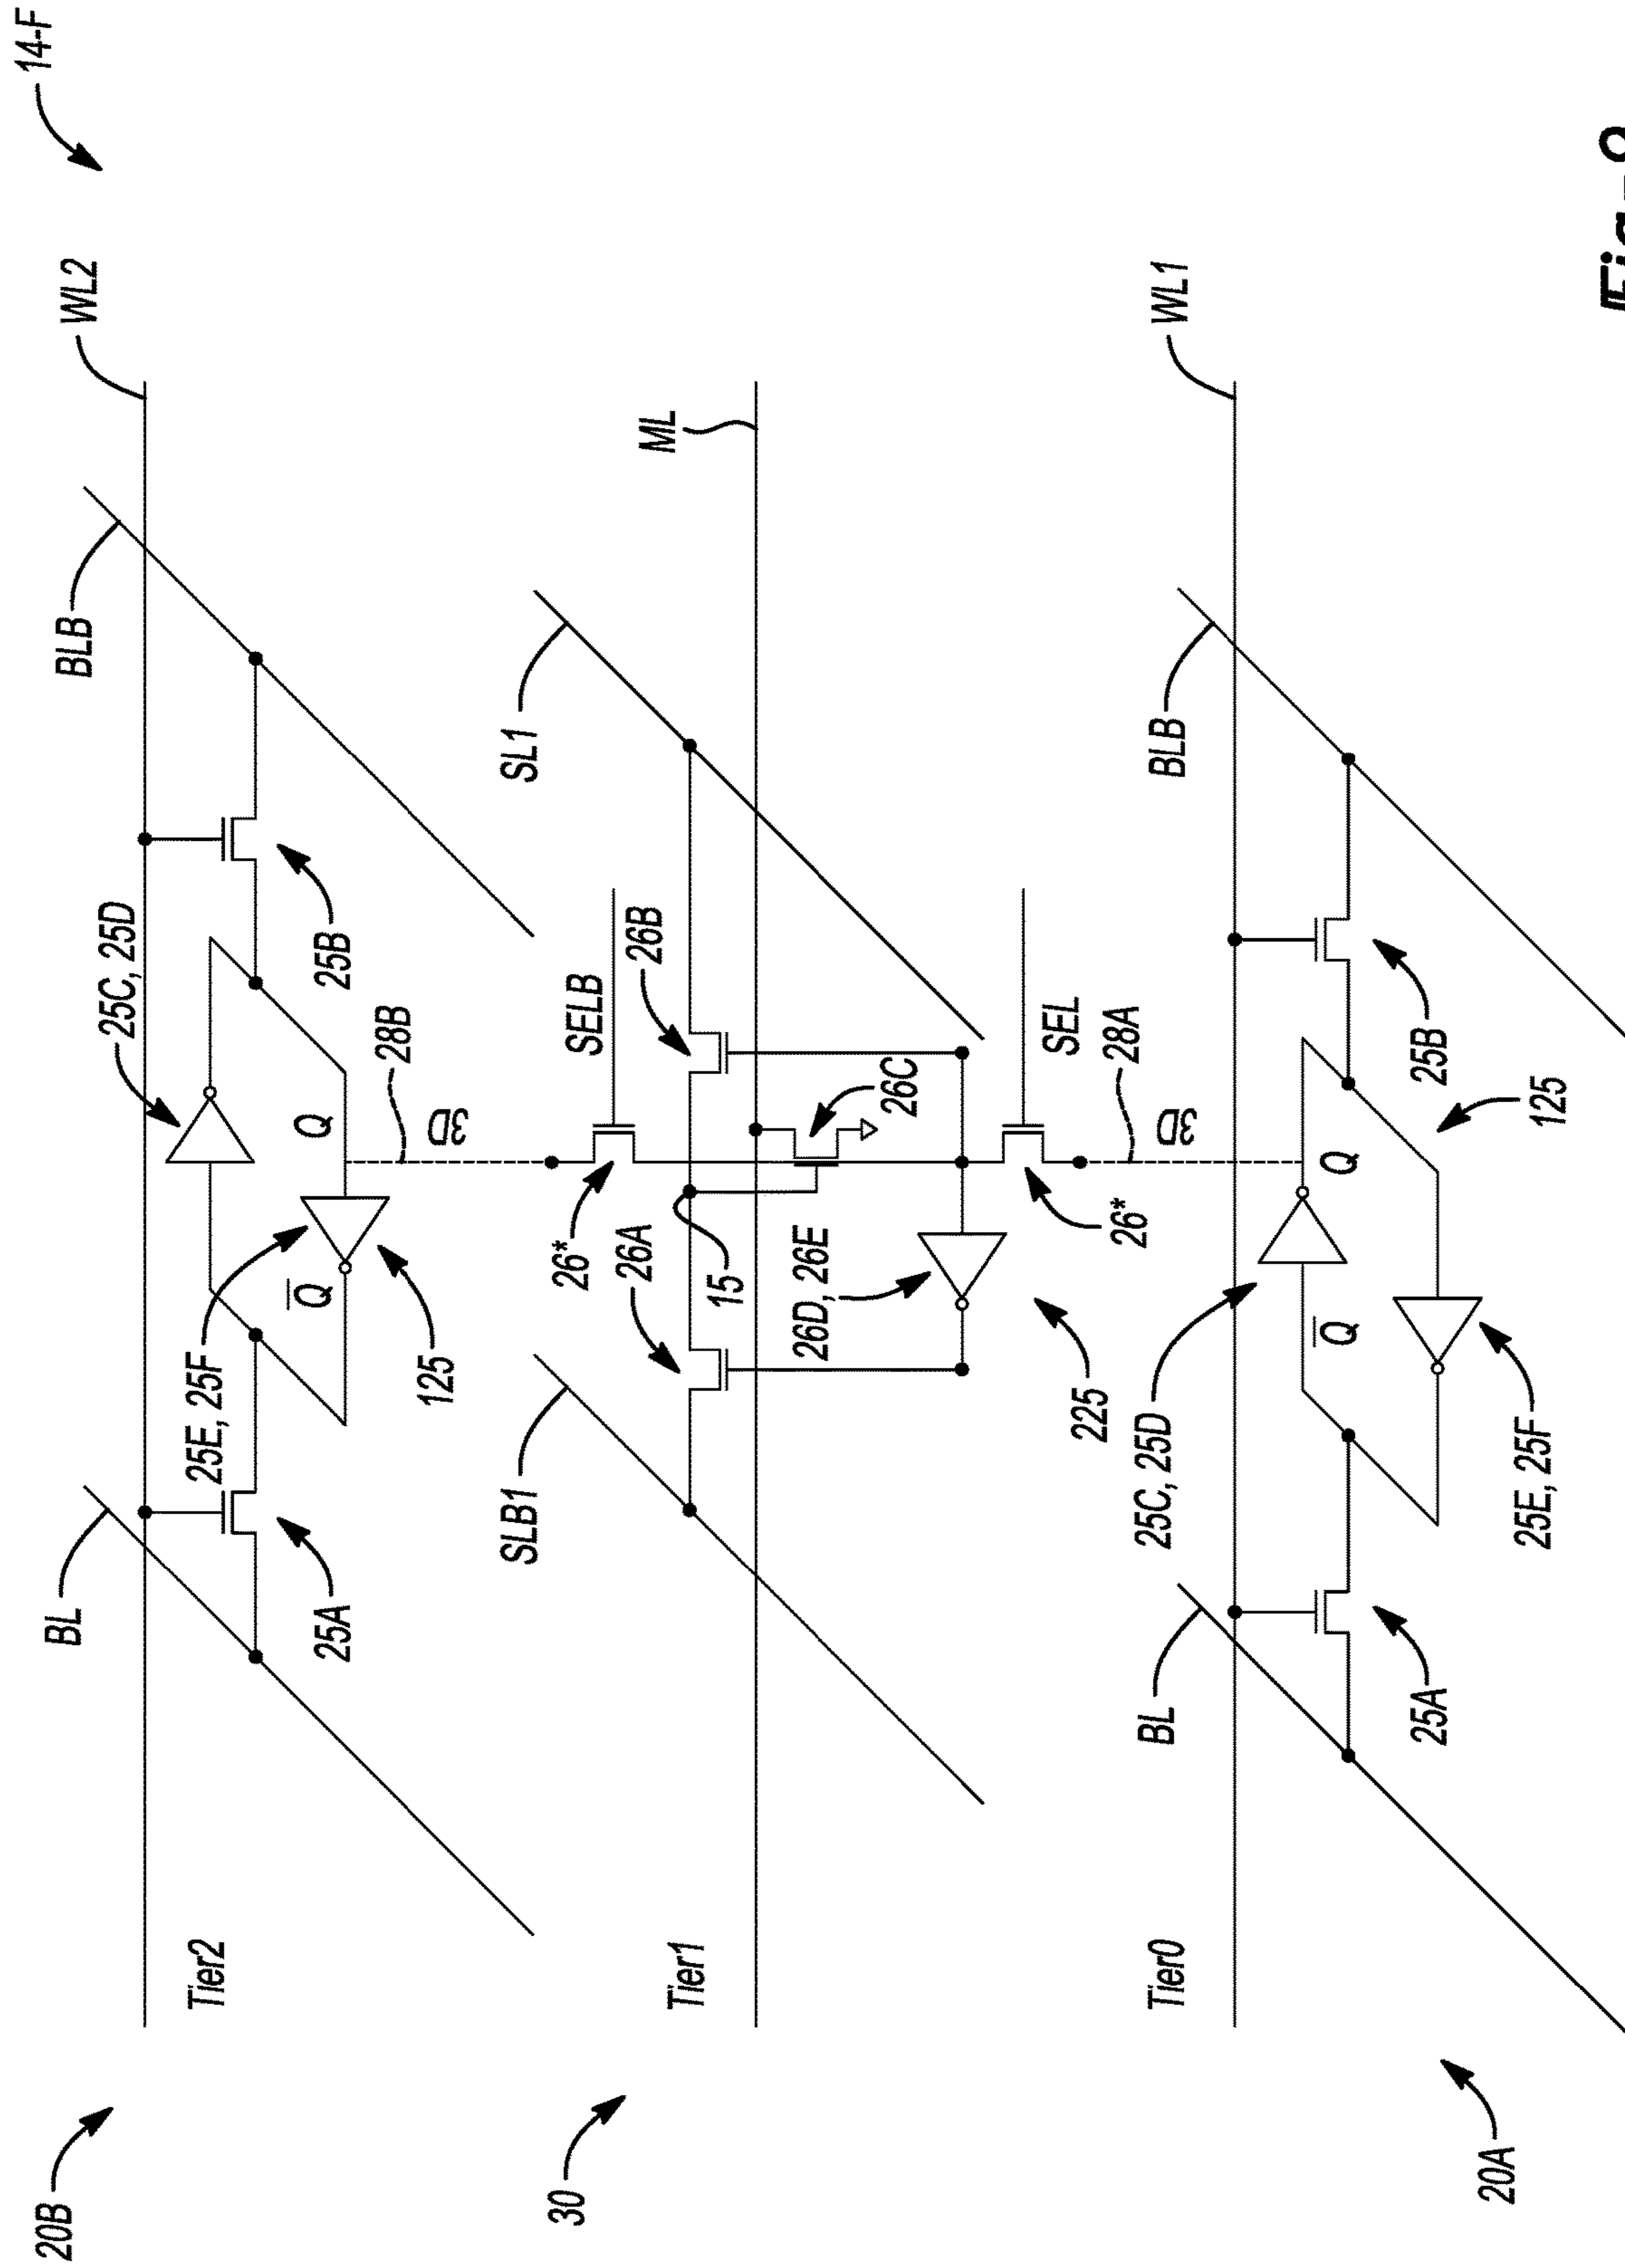 14-F
20B
BL
BLB
WL2
25C, 25D
Tier2
25E, 25F
Q̅
Q
25A
125
28B
25B
3D
30
SLB1
SL1
SELB
26*
26A
26B
ML
Tier1
15
26D, 26E
26C
225
SEL
26*
28A
3D
BL
BLB
WL1
25C, 25D
Tier0
Q̅
Q
25A
25B
20A
25E, 25F
125